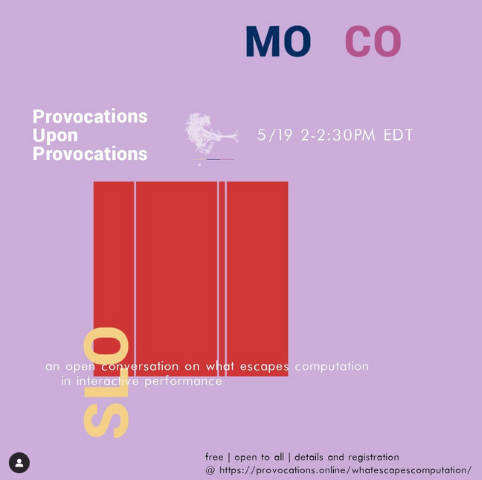 MO CO
Provocations
Upon
Provocations
5/19 2-2:30PM EDT
SLO
an open conversation on what escapes computation
in interactive performance
free | open to all | details and registration
@ https://provocations.online/whatescapescomputation/